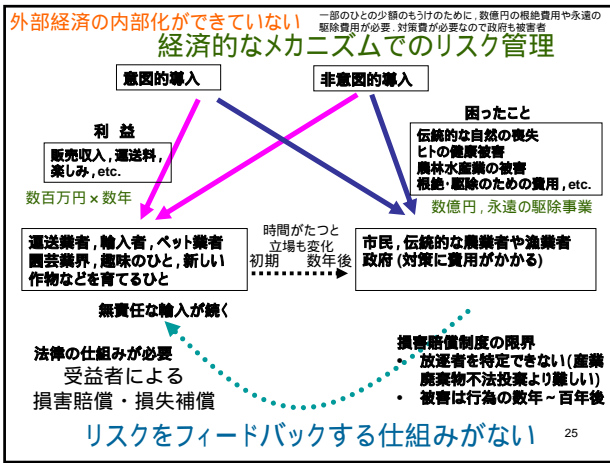 外部経済の内部化ができていない
一部のひとの少額のもうけのために,数億円の根絶費用や永遠の
駆除費用が必要.対策費が必要なので政府も被害者
経済的なメカニズムでのリスク管理
意図的導入
非意図的導入
利 益
販売収入,運送料,
楽しみ,etc.
数百万円×数年
困ったこと
伝統的な自然の喪失
ヒトの健康被害
農林水産業の被害
根絶・駆除のための費用,etc.
数億円,永遠の駆除事業
運送業者,輸入者,ペット業者
園芸業界,趣味のひと,新しい
作物などを育てるひと
時間がたつと
立場も変化
初期 数年後
市民,伝統的な農業者や漁業者
政府(対策に費用がかかる)
無責任な輸入が続く
法律の仕組みが必要
受益者による
損害賠償・損失補償
損害賠償制度の限界
• 放逐者を特定できない(産業
廃棄物不法投棄より難しい)
• 被害は行為の数年~百年後
リスクをフィードバックする仕組みがない
25